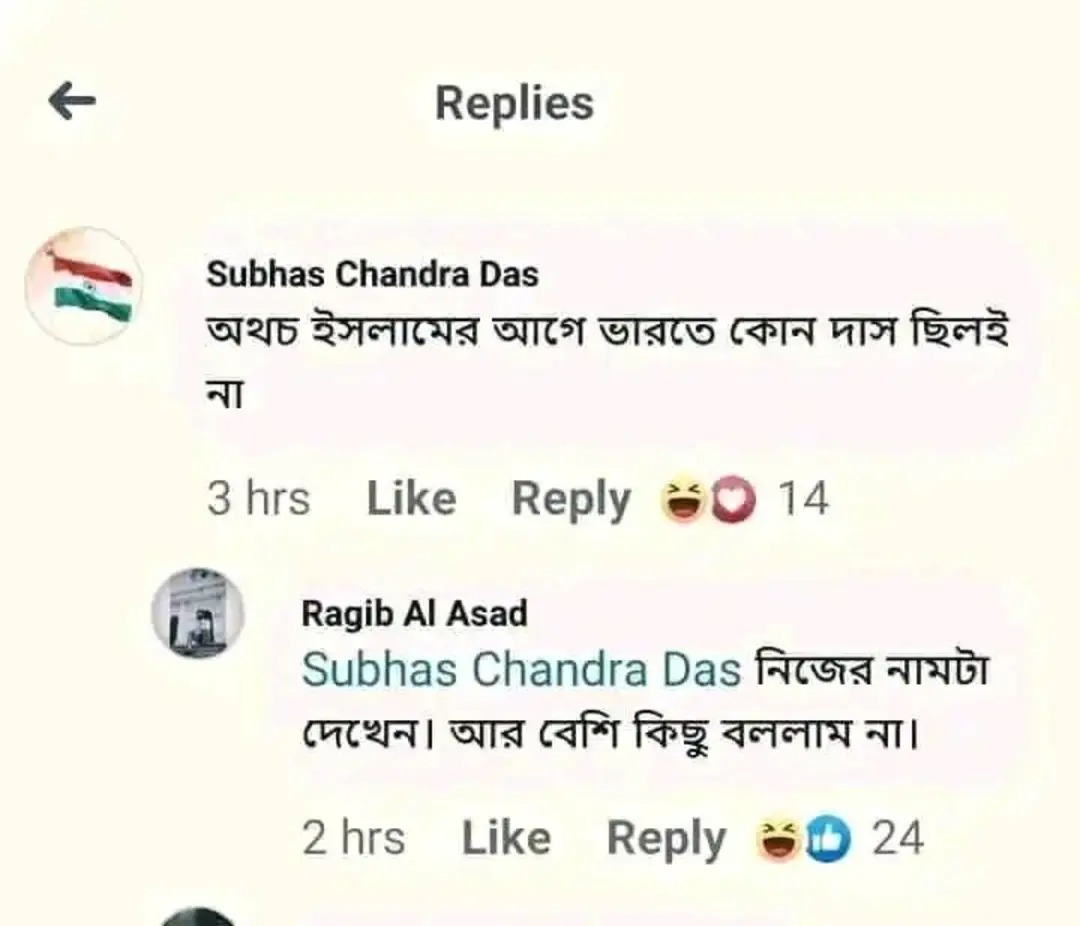 Replies
Subhas Chandra Das
অথচ ইসলামের আগে ভারতে কোন দাস ছিলই
না
3 hrs Like Reply 14
Ragib Al Asad
Subhas Chandra Das নিজের নামটা
দেখেন। আর বেশি কিছু বললাম না।
2 hrs Like Reply 24